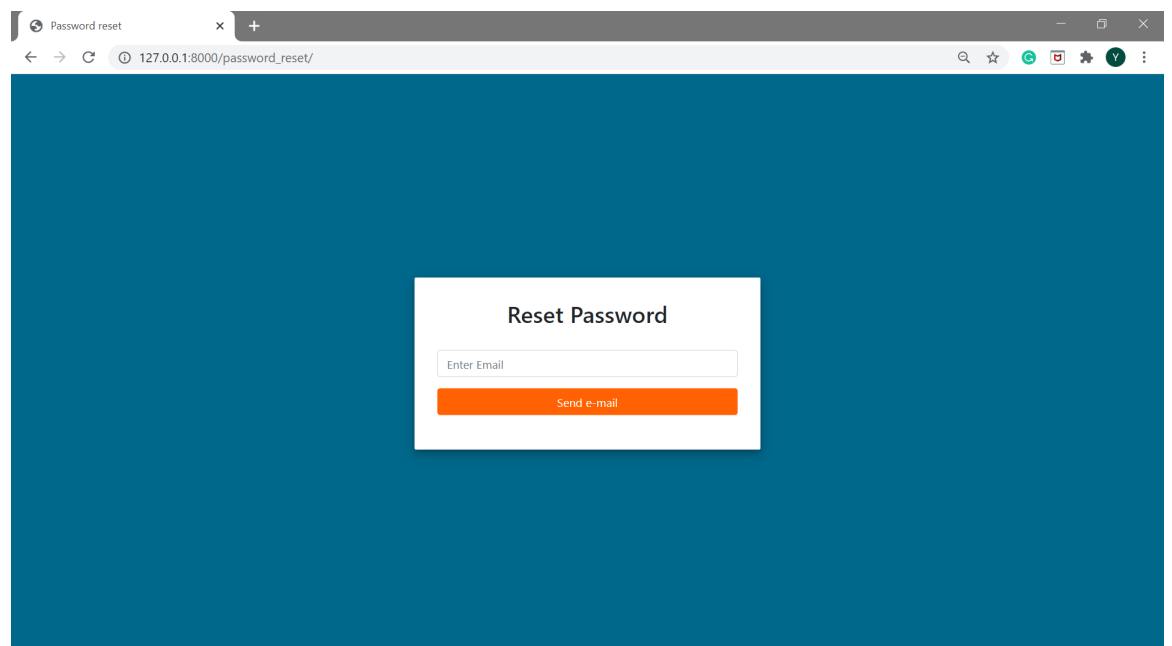 Password reset
127.0.0.1:8000/password_reset/
Y
Reset Password
Enter Email
Send e-mail